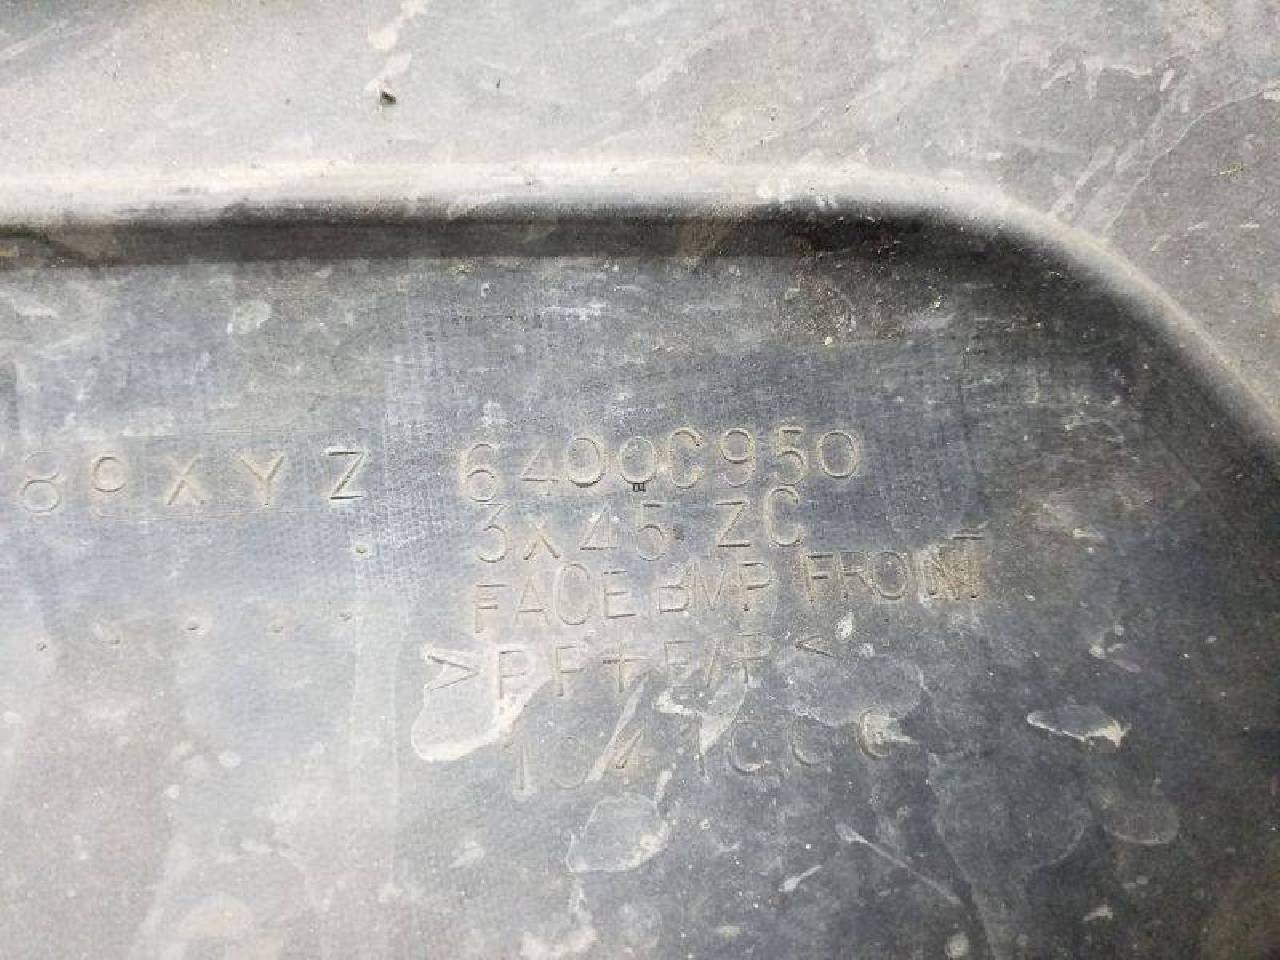 89XYZ 6400C950
3X45 ZC
FACE BMP FRONT
>PP+E/P<